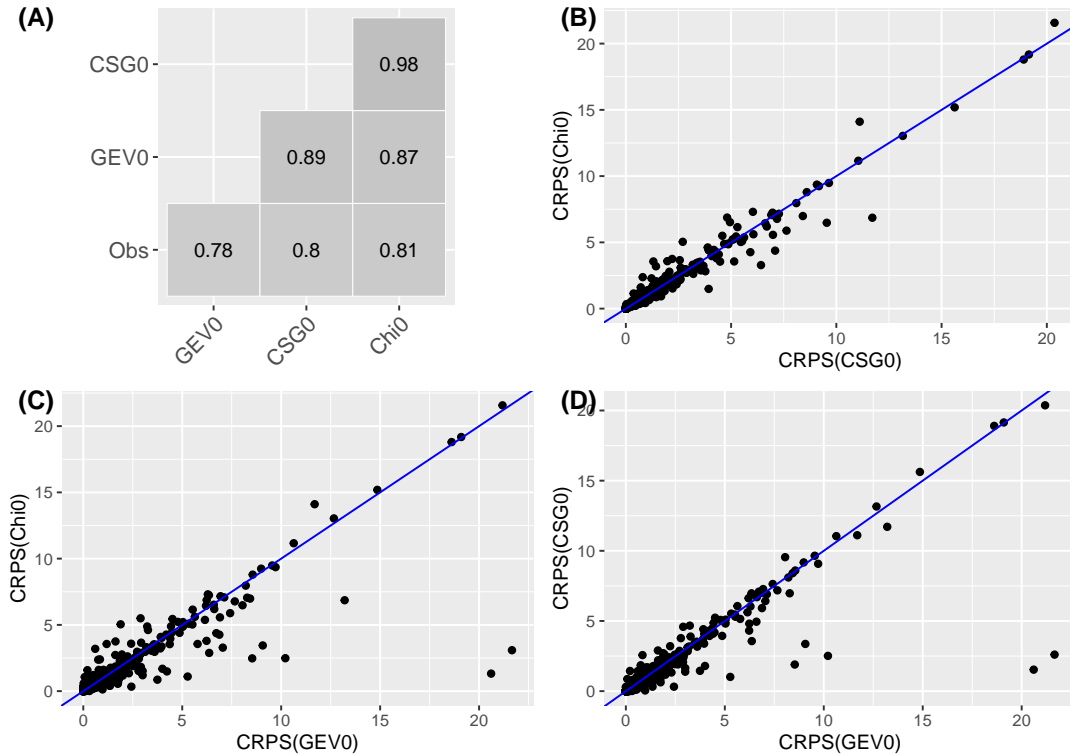 (A)
CSG0
GEV0
Obs
0.98
0.89
0.87
0.78
0.8
0.81
GEV0
CSG0
Chi0
(B)
CRPS(Chi0)
20
15
10
5
0
0
5
10
15
20
CRPS(CSG0)
(C)
CRPS(Chi0)
20
15
10
5
0
0
5
10
15
20
CRPS(GEV0)
(D)
CRPS(CSG0)
20
15
10
5
0
0
5
10
15
20
CRPS(GEV0)